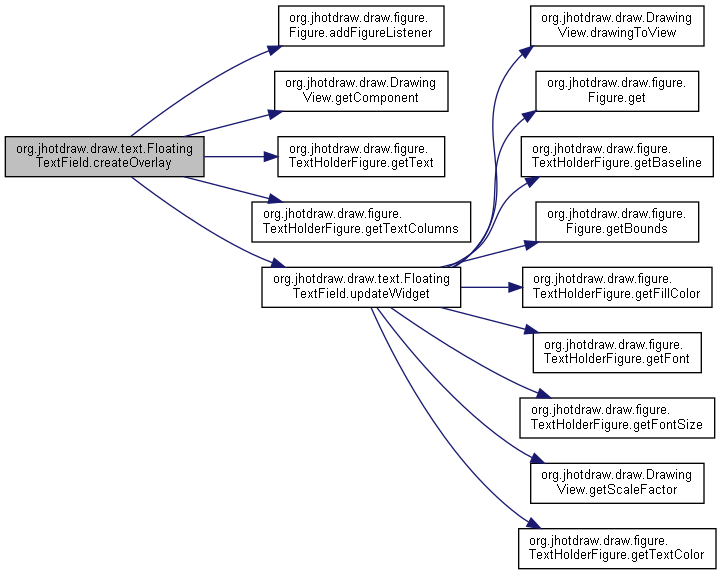 org.jhotdraw.draw.text.Floating
TextField.createOverlay
org.jhotdraw.draw.figure.
Figure.addFigureListener
org.jhotdraw.draw.Drawing
View.getComponent
org.jhotdraw.draw.figure.
TextHolderFigure.getText
org.jhotdraw.draw.figure.
TextHolderFigure.getTextColumns
org.jhotdraw.draw.text.Floating
TextField.updateWidget
org.jhotdraw.draw.Drawing
View.drawingToView
org.jhotdraw.draw.figure.
Figure.get
org.jhotdraw.draw.figure.
TextHolderFigure.getBaseline
org.jhotdraw.draw.figure.
Figure.getBounds
org.jhotdraw.draw.figure.
TextHolderFigure.getFillColor
org.jhotdraw.draw.figure.
TextHolderFigure.getFont
org.jhotdraw.draw.figure.
TextHolderFigure.getFontSize
org.jhotdraw.draw.Drawing
View.getScaleFactor
org.jhotdraw.draw.figure.
TextHolderFigure.getTextColor